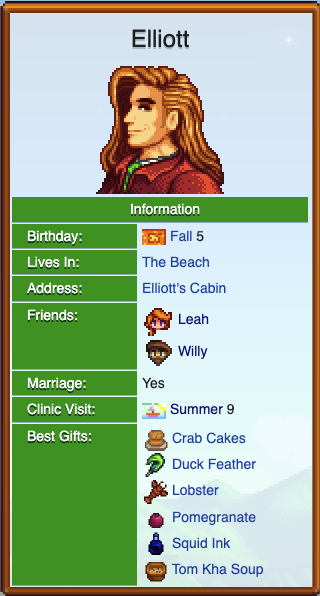 Elliott
Information
Birthday: Fall 5
Lives In: The Beach
Address: Elliott's Cabin
Friends: Leah
Willy
Marriage: Yes
Clinic Visit: Summer 9
Best Gifts: Crab Cakes
Duck Feather
Lobster
Pomegranate
Squid Ink
Tom Kha Soup